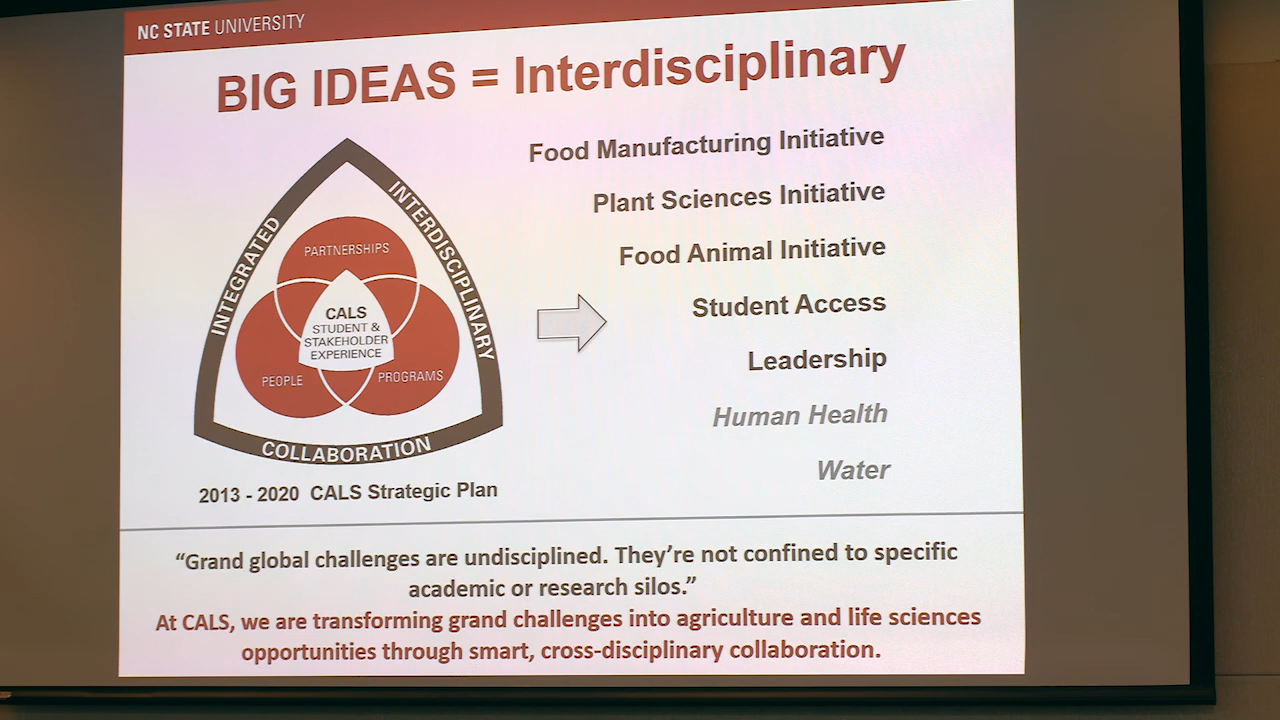 NC STATE UNIVERSITY
BIG IDEAS = Interdisciplinary
INTEGRATED
INTERDISCIPLINARY
COLLABORATION
PARTNERSHIPS
CALS
STUDENT &
STAKEHOLDER
EXPERIENCE
PEOPLE
PROGRAMS
2013 - 2020 CALS Strategic Plan
Food Manufacturing Initiative
Plant Sciences Initiative
Food Animal Initiative
Student Access
Leadership
Human Health
Water
“Grand global challenges are undisciplined. They’re not confined to specific
academic or research silos.”
At CALS, we are transforming grand challenges into agriculture and life sciences
opportunities through smart, cross-disciplinary collaboration.